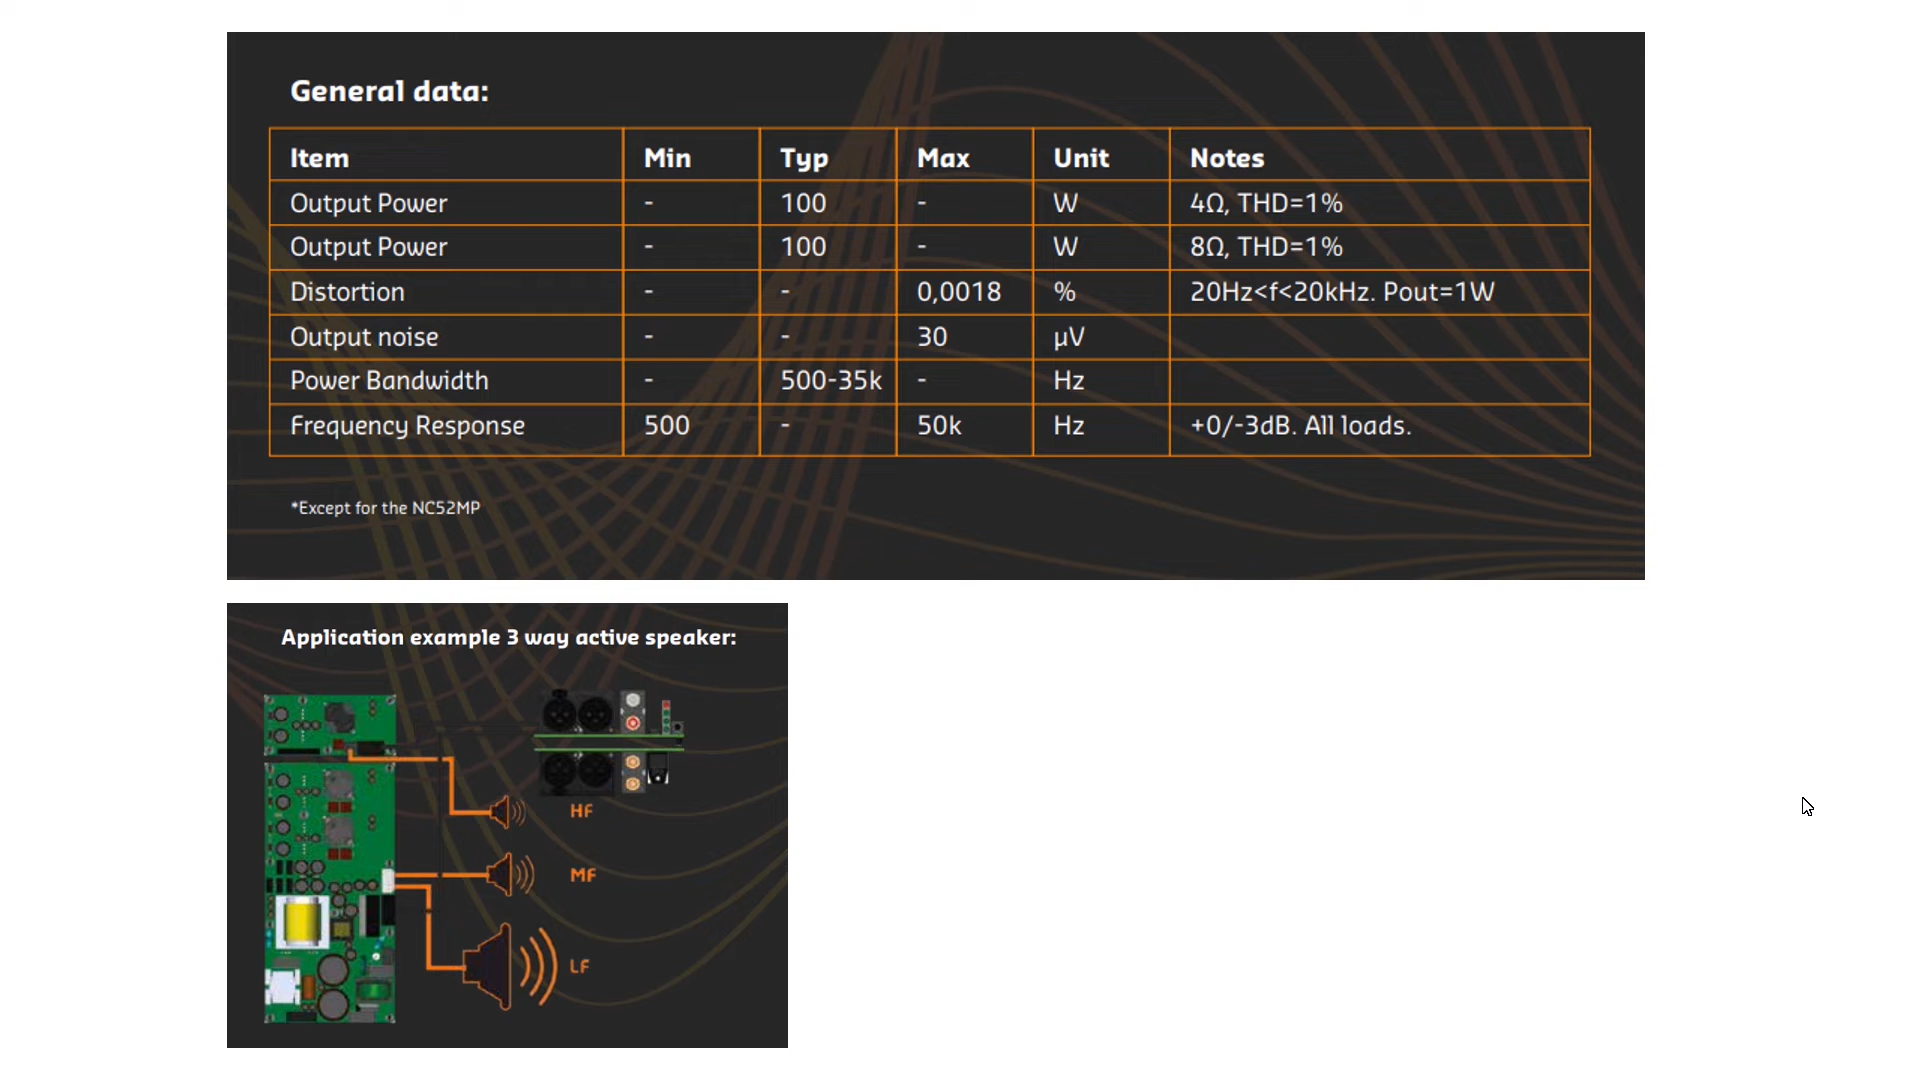 General data:
Item Min Typ Max Unit Notes
Output Power - 100 - W 4Ω, THD=1%
Output Power - 100 - W 8Ω, THD=1%
Distortion - - 0,0018 % 20Hz<f<20kHz. Pout=1W
Output noise - - 30 µV
Power Bandwidth - 500-35k - Hz
Frequency Response 500 - 50k Hz +0/-3dB. All loads.
*Except for the NC52MP
Application example 3 way active speaker:
HF
MF
LF